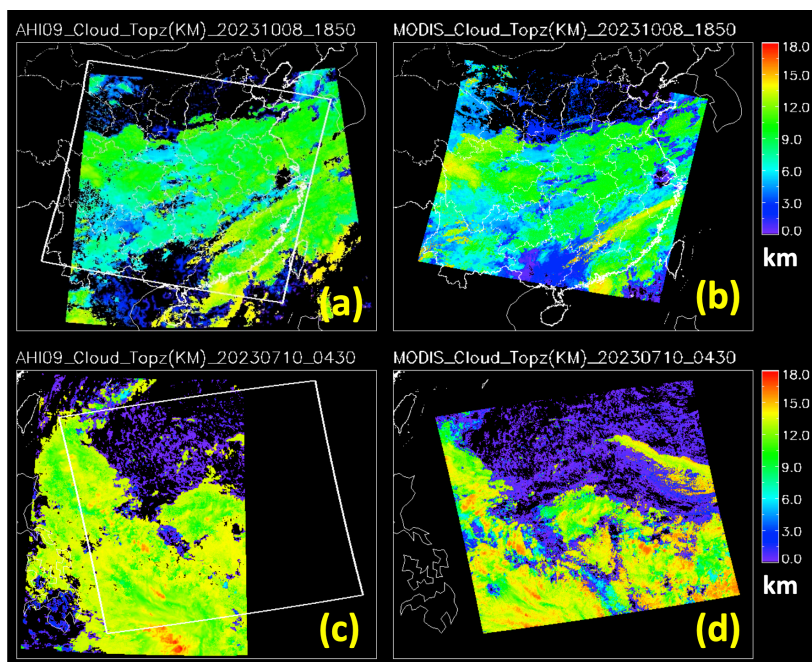 AHI09_Cloud_Topz(KM)_20231008_1850
MODIS_Cloud_Topz(KM)_20231008_1850
18.0
15.0
12.0
9.0
6.0
3.0
0.0
km
(a)
(b)
AHI09_Cloud_Topz(KM)_20230710_0430
MODIS_Cloud_Topz(KM)_20230710_0430
18.0
15.0
12.0
9.0
6.0
3.0
0.0
km
(c)
(d)